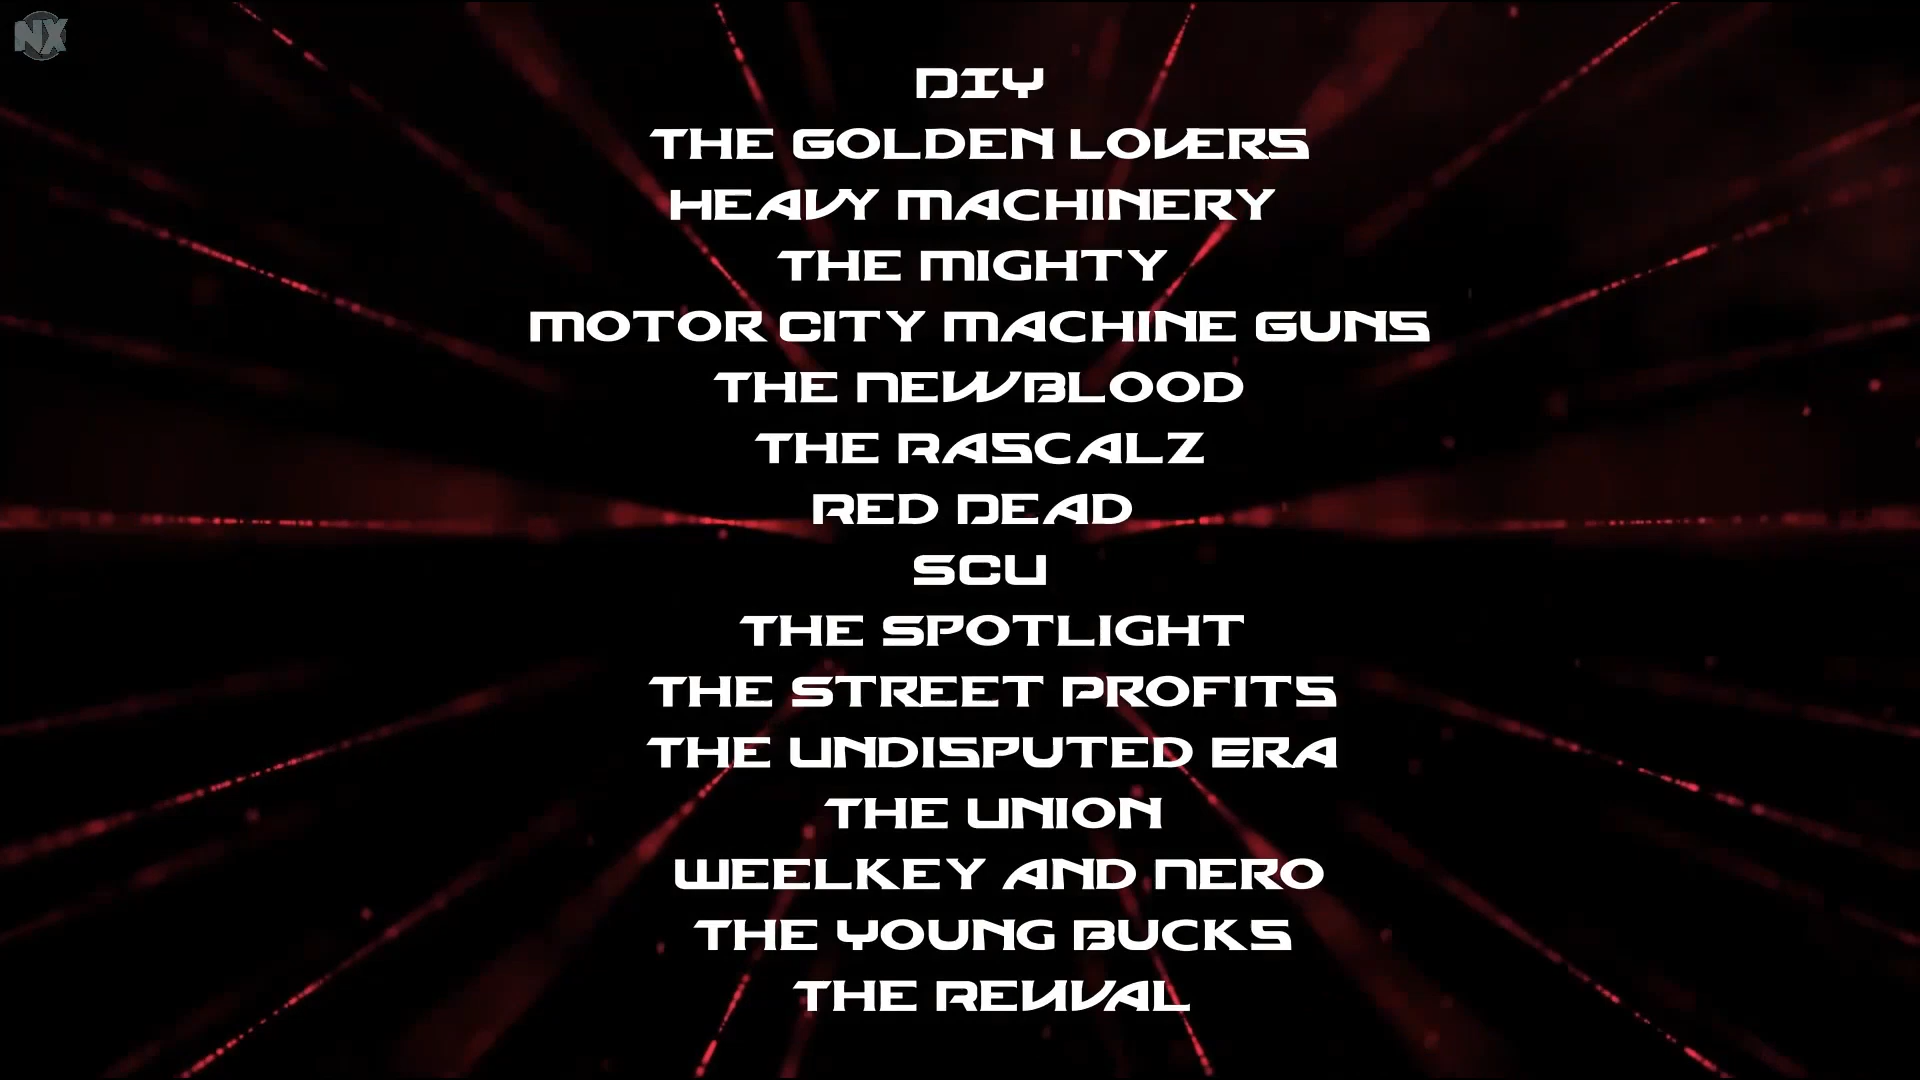 NX
DIY
THE GOLDEN LOVERS
HEAVY MACHINERY
THE MIGHTY
MOTOR CITY MACHINE GUNS
THE NEWBLOOD
THE RASCALZ
RED DEAD
SCU
THE SPOTLIGHT
THE STREET PROFITS
THE UNDISPUTED ERA
THE UNION
WEELKEY AND NERO
THE YOUNG BUCKS
THE REVIVAL